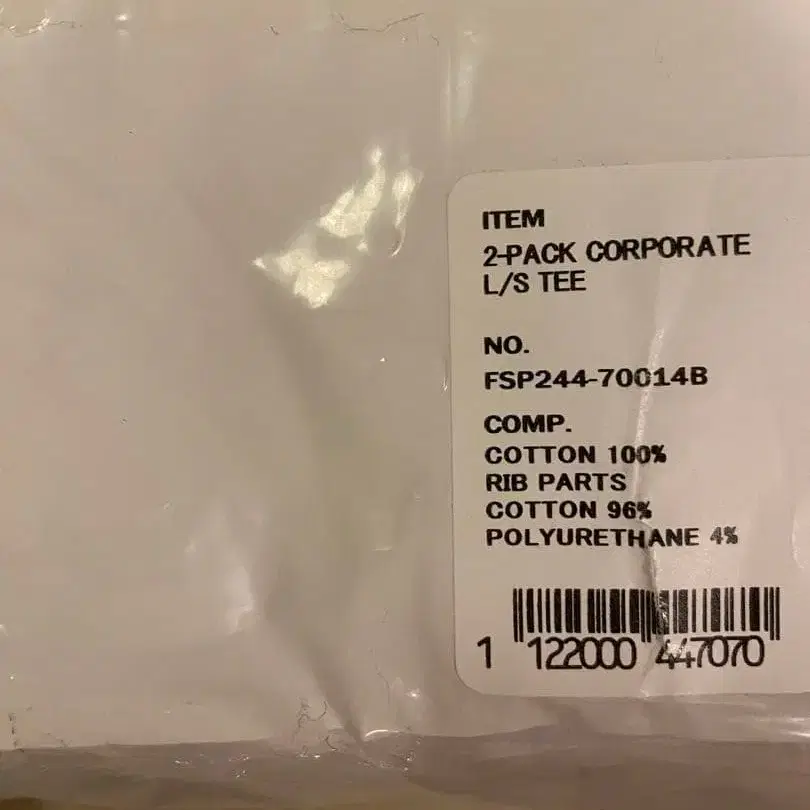 ITEM
2-PACK CORPORATE
L/S TEE
NO.
FSP244-70014B
COMP.
COTTON 100%
RIB PARTS
COTTON 96%
POLYURETHANE 4%
1 122000 447070